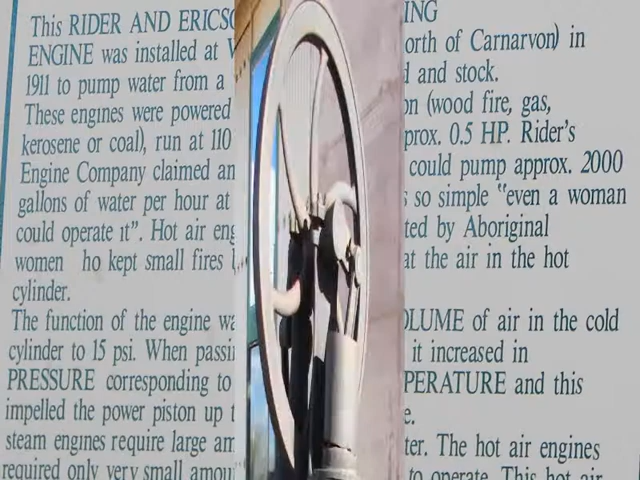 This RIDER AND ERICS ING
ENGINE was installed at orth of Carnarvon) in
1911 to pump water from a d and stock.
These engines were powered on (wood fire, gas,
kerosene or coal), run at 110 prox. 0.5 HP. Rider's
Engine Company claimed an could pump approx. 2000
gallons of water per hour at s so simple "even a woman
could operate it". Hot air eng ted by Aboriginal
women ho kept small fires at the air in the hot
cylinder.
The function of the engine wa OLUME of air in the cold
cylinder to 15 psi. When passi it increased in
PRESSURE corresponding to PERATURE and this
impelled the power piston up t e.
steam engines require large am ter. The hot air engines
required only very small amou to operate. This hot air